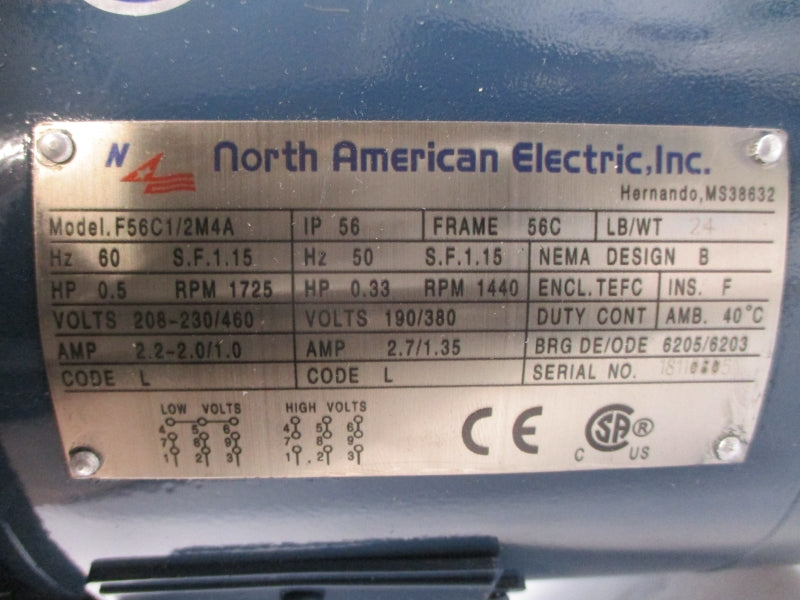 NA North American Electric,Inc.
Hernando,MS38632
Model.F56C1/2M4A IP 56 FRAME 56C LB/WT 24
Hz 60 S.F.1.15 Hz 50 S.F.1.15 NEMA DESIGN B
HP 0.5 RPM 1725 HP 0.33 RPM 1440 ENCL.TEFC INS. F
VOLTS 208-230/460 VOLTS 190/380 DUTY CONT AMB. 40°C
AMP 2.2-2.0/1.0 AMP 2.7/1.35 BRG DE/ODE 6205/6203
CODE L CODE L SERIAL NO.
LOW VOLTS HIGH VOLTS
4 5 6 4 5 6
7 8 9 7 8 9
1 2 3 1 . 2 3
CE
C SA ® US